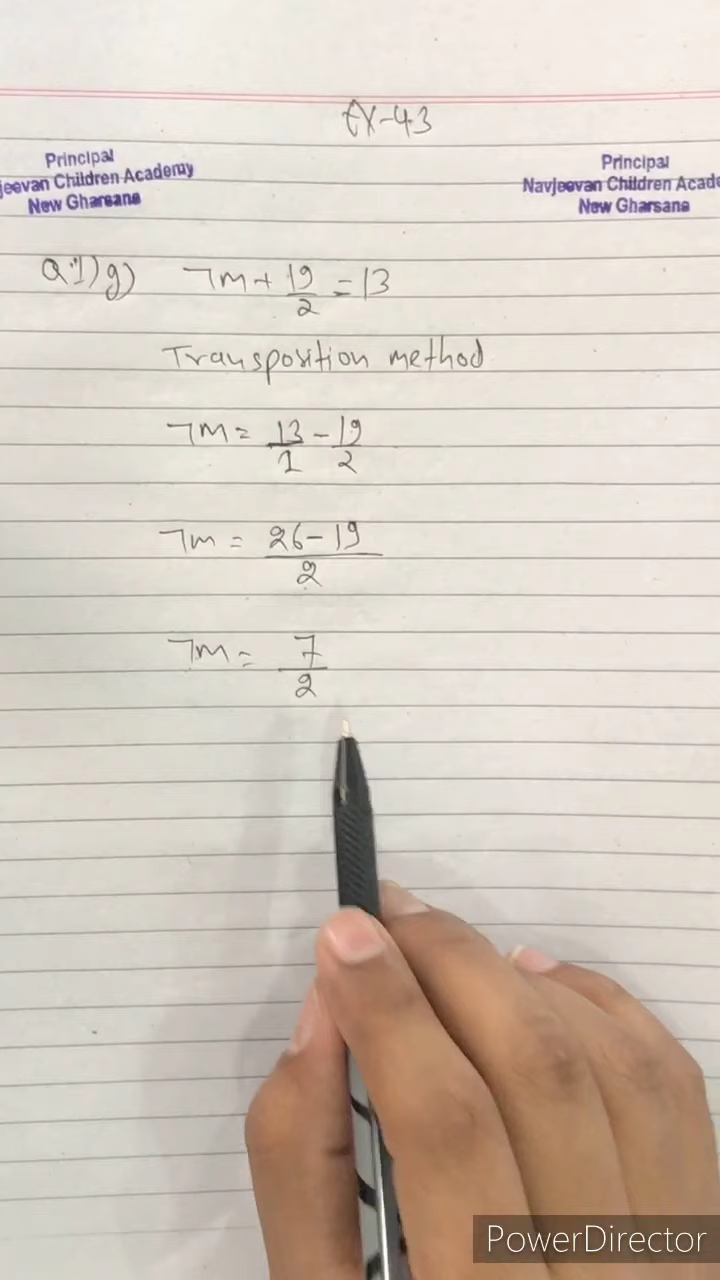 Ex-43
Principal
jeevan Children Academy
New Gharsana
Principal
Navjeevan Children Acade
New Gharsana
Q.1) g) 7m + 19/2 = 13
Transposition method
7m = 13/1 - 19/2
7m = 26 - 19/2
7m = 7/2
PowerDirector